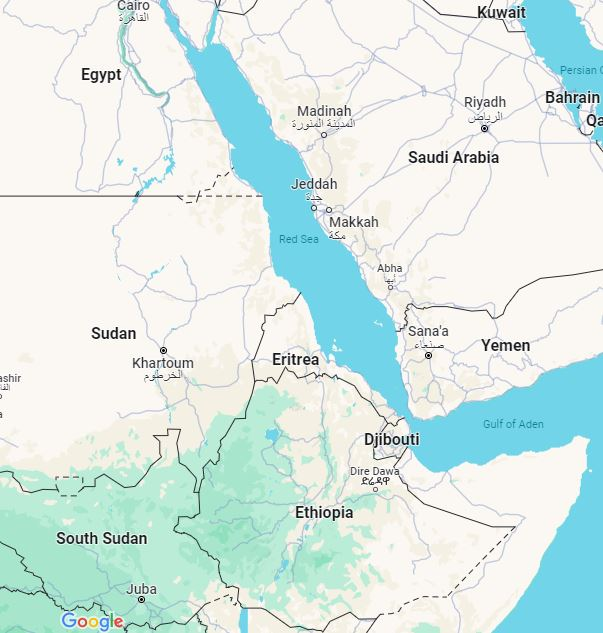 Cairo
القاهرة
Kuwait
Egypt
Persian G
Bahrain
Qa
Madinah
المدينة المنورة
Riyadh
الرياض
Saudi Arabia
Jeddah
جدة
Makkah
مكة
Red Sea
Abha
أبها
Sudan
Khartoum
الخرطوم
Eritrea
Sana'a
صنعاء
Yemen
ashir
Gulf of Aden
Djibouti
Dire Dawa
ድሬዳዋ
Ethiopia
South Sudan
Juba
Google